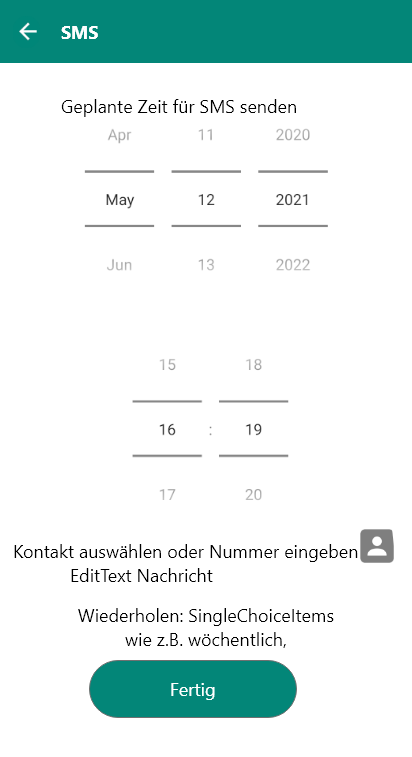 SMS
Geplante Zeit für SMS senden
Apr 11 2020
May 12 2021
Jun 13 2022
15 18
16 : 19
17 20
Kontakt auswählen oder Nummer eingeben
EditText Nachricht
Wiederholen: SingleChoiceItems
wie z.B. wöchentlich,
Fertig